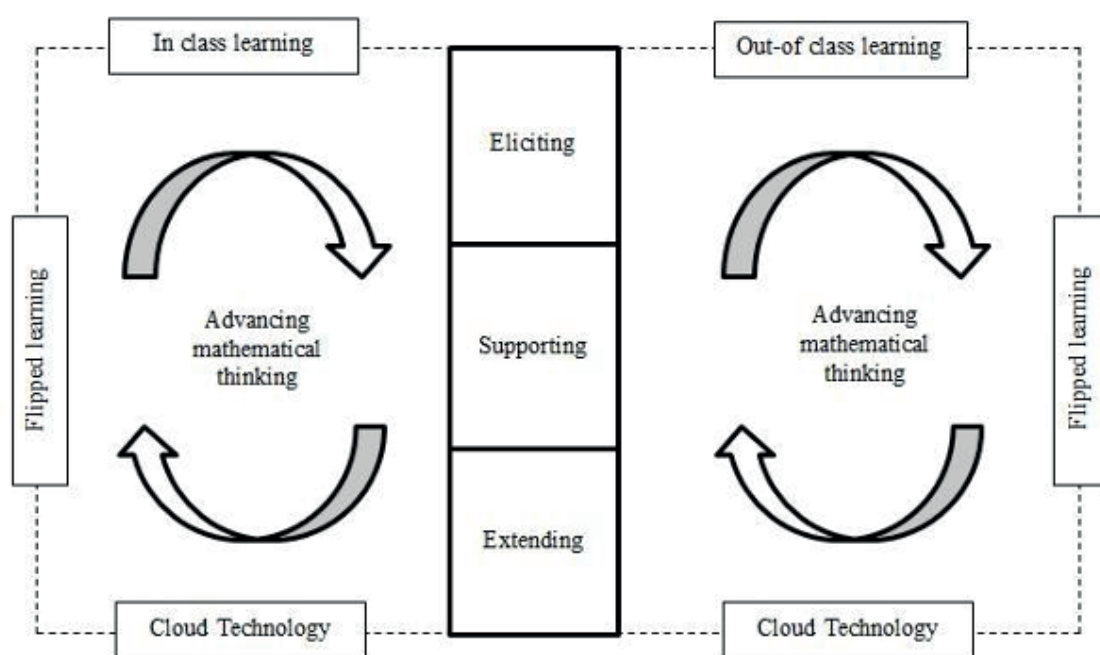 In class learning
Out-of class learning
Eliciting
Flipped learning
Advancing
mathematical
thinking
Supporting
Advancing
mathematical
thinking
Flipped learning
Extending
Cloud Technology
Cloud Technology